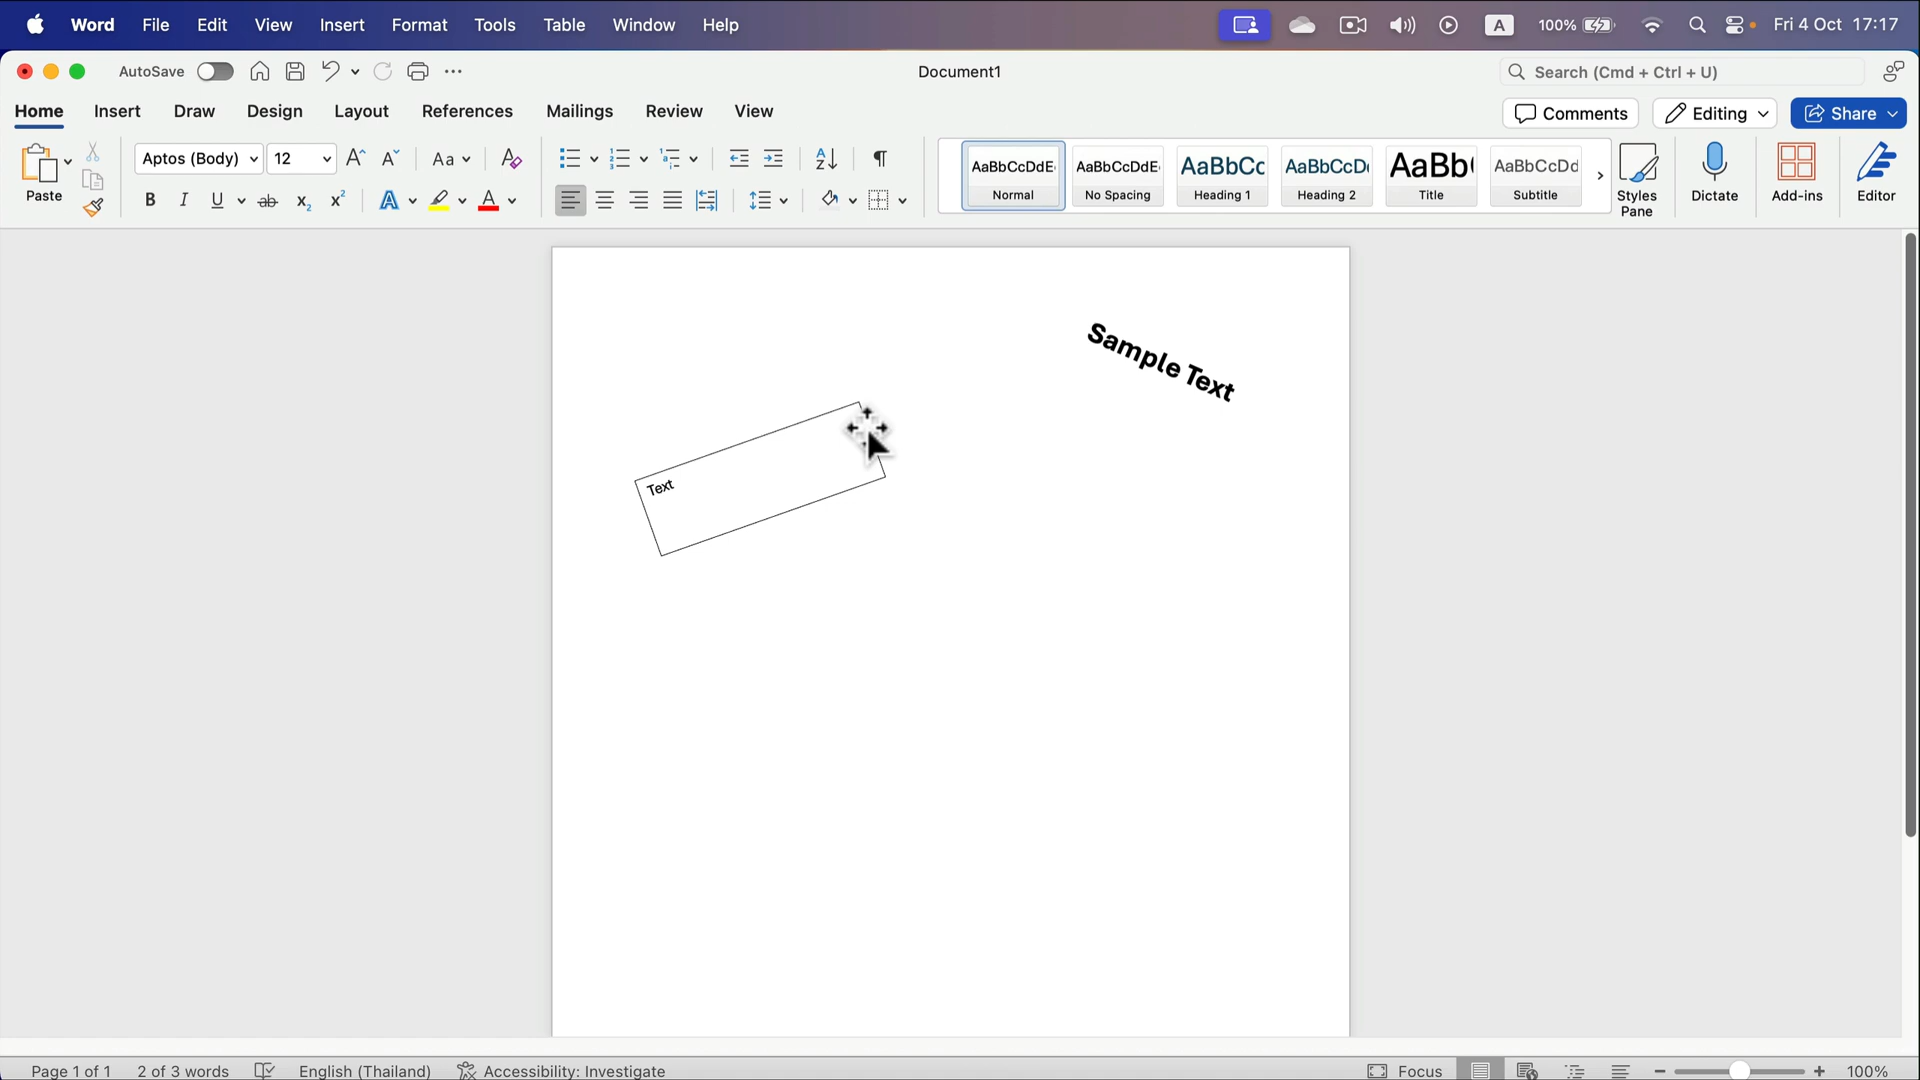 Word File Edit View Insert Format Tools Table Window Help A 100% Fri 4 Oct 17:17
AutoSave Document1 Search (Cmd + Ctrl + U)
Home Insert Draw Design Layout References Mailings Review View Comments Editing Share
Paste Aptos (Body) 12 Aa
AaBbCcDdE AaBbCcDdE AaBbCc AaBbCcD AaBb( AaBbCcDd
Normal No Spacing Heading 1 Heading 2 Title Subtitle
Styles Pane Dictate Add-ins Editor
Sample Text
Text
Page 1 of 1 2 of 3 words English (Thailand) Accessibility: Investigate Focus 100%